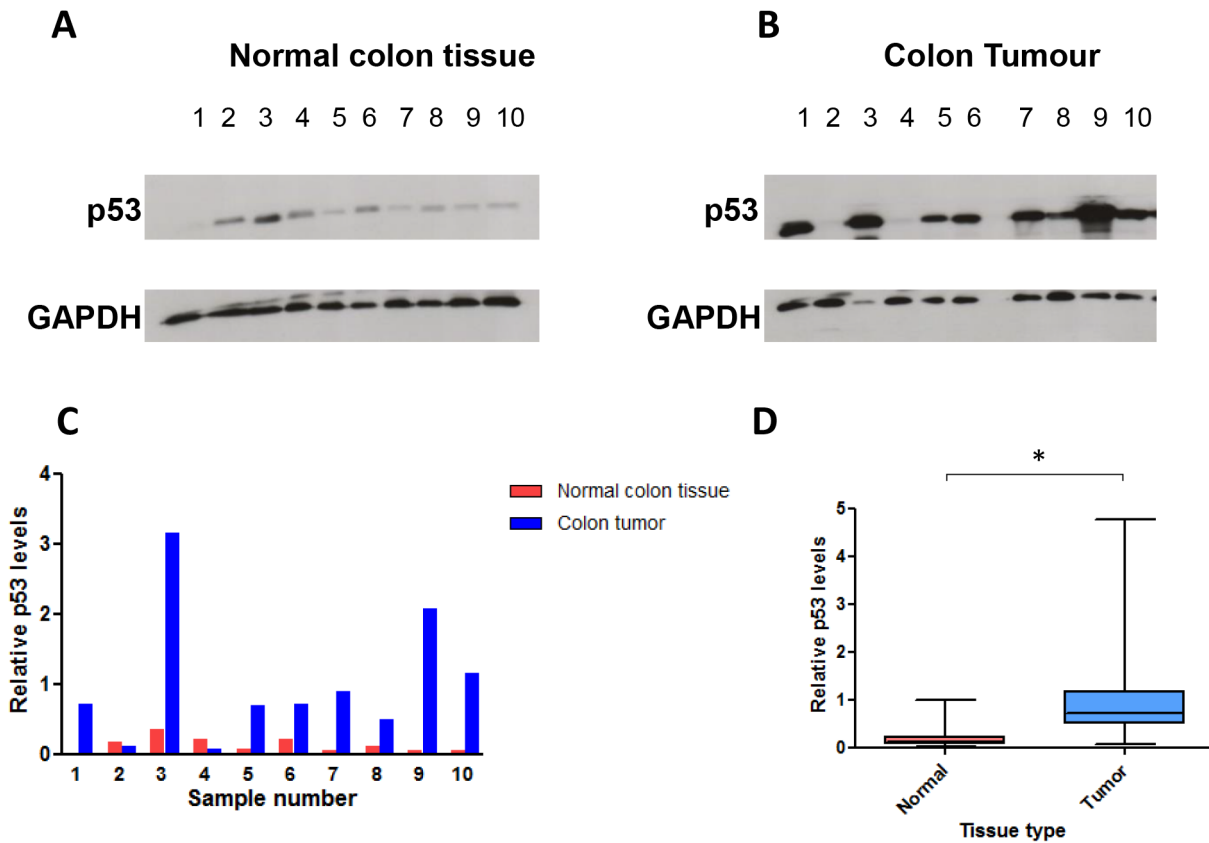 A
Normal colon tissue
1 2 3 4 5 6 7 8 9 10
p53
GAPDH
B
Colon Tumour
1 2 3 4 5 6 7 8 9 10
p53
GAPDH
C
4
3
2
1
0
Relative p53 levels
1 2 3 4 5 6 7 8 9 10
Sample number
Normal colon tissue
Colon tumor
D
*
5
4
3
2
1
0
Relative p53 levels
Normal
Tumor
Tissue type